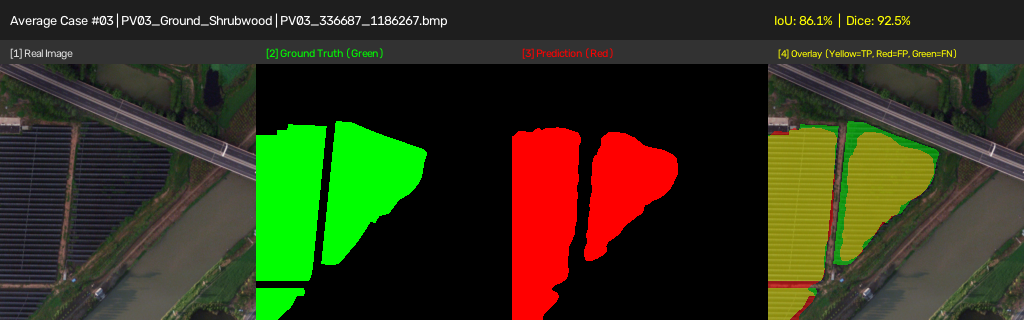 Average Case #03 | PV03_Ground_Shrubwood | PV03_336687_1186267.bmp
IoU: 86.1% | Dice: 92.5%
[1] Real Image
[2] Ground Truth (Green)
[3] Prediction (Red)
[4] Overlay (Yellow=TP, Red=FP, Green=FN)